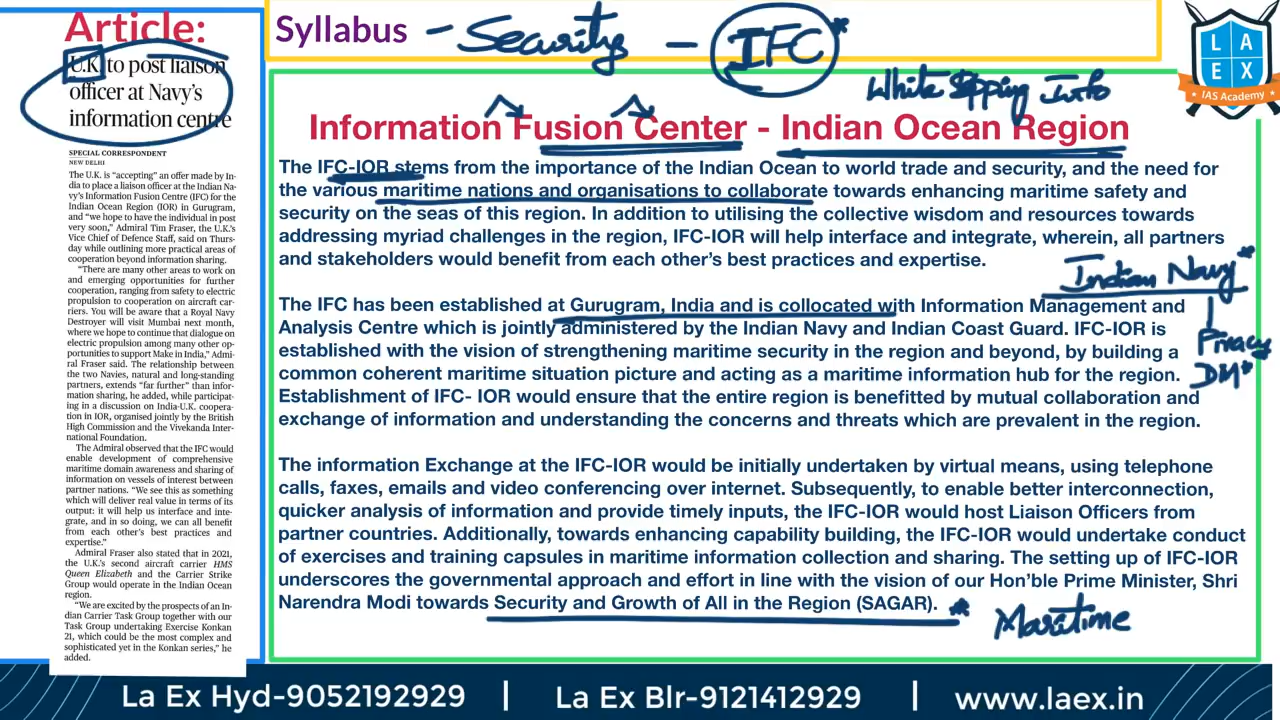 Article:
U.K. to post liaison
officer at Navy's
information centre
SPECIAL CORRESPONDENT
NEW DELHI
The U.K. is "accepting" an offer made by In-
dia to place a liaison officer at the Indian Na-
vy's Information Fusion Centre (IFC) for the
Indian Ocean Region (IOR) in Gurugram,
and "we hope to have the individual in post
very soon," Admiral Tim Fraser, the U.K.'s
Vice Chief of Defence Staff, said on Thurs-
day while outlining more practical areas of
cooperation beyond information sharing.
"There are many other areas to work on
and emerging opportunities for further
cooperation, ranging from safety to electric
propulsion to cooperation on aircraft car-
riers. You will be aware that a Royal Navy
Destroyer will visit Mumbai next month,
where we hope to continue that dialogue on
electric propulsion among many other op-
portunities to support Make in India," Admi-
ral Fraser said. The relationship between
the two Navies, natural and long-standing
partners, extends "far further" than infor-
mation sharing, he added, while participat-
ing in a discussion on India-U.K. coopera-
tion in IOR, organised jointly by the British
High Commission and the Vivekanda Inter-
national Foundation.
The Admiral observed that the IFC would
enable development of comprehensive
maritime domain awareness and sharing of
information on vessels of interest between
partner nations. "We see this as something
which will deliver real value in terms of its
output: it will help us interface and inte-
grate, and in so doing, we can all benefit
from each other's best practices and
expertise."
Admiral Fraser also stated that in 2021,
the U.K.'s second aircraft carrier HMS
Queen Elizabeth and the Carrier Strike
Group would operate in the Indian Ocean
region.
"We are excited by the prospects of an In-
dian Carrier Task Group together with our
Task Group undertaking Exercise Konkan
21, which could be the most complex and
sophisticated yet in the Konkan series," he
added.
Syllabus - Security - IFC*
White Shipping Info
Information Fusion Center - Indian Ocean Region
The IFC-IOR stems from the importance of the Indian Ocean to world trade and security, and the need for
the various maritime nations and organisations to collaborate towards enhancing maritime safety and
security on the seas of this region. In addition to utilising the collective wisdom and resources towards
addressing myriad challenges in the region, IFC-IOR will help interface and integrate, wherein, all partners
and stakeholders would benefit from each other's best practices and expertise.
Indian Navy*
The IFC has been established at Gurugram, India and is collocated with Information Management and
Analysis Centre which is jointly administered by the Indian Navy and Indian Coast Guard. IFC-IOR is
established with the vision of strengthening maritime security in the region and beyond, by building a
common coherent maritime situation picture and acting as a maritime information hub for the region.
Establishment of IFC- IOR would ensure that the entire region is benefitted by mutual collaboration and
exchange of information and understanding the concerns and threats which are prevalent in the region.
Piracy
DM*
The information Exchange at the IFC-IOR would be initially undertaken by virtual means, using telephone
calls, faxes, emails and video conferencing over internet. Subsequently, to enable better interconnection,
quicker analysis of information and provide timely inputs, the IFC-IOR would host Liaison Officers from
partner countries. Additionally, towards enhancing capability building, the IFC-IOR would undertake conduct
of exercises and training capsules in maritime information collection and sharing. The setting up of IFC-IOR
underscores the governmental approach and effort in line with the vision of our Hon'ble Prime Minister, Shri
Narendra Modi towards Security and Growth of All in the Region (SAGAR). *
Maritime
L A
E X
IAS Academy
La Ex Hyd-9052192929 | La Ex Blr-9121412929 | www.laex.in